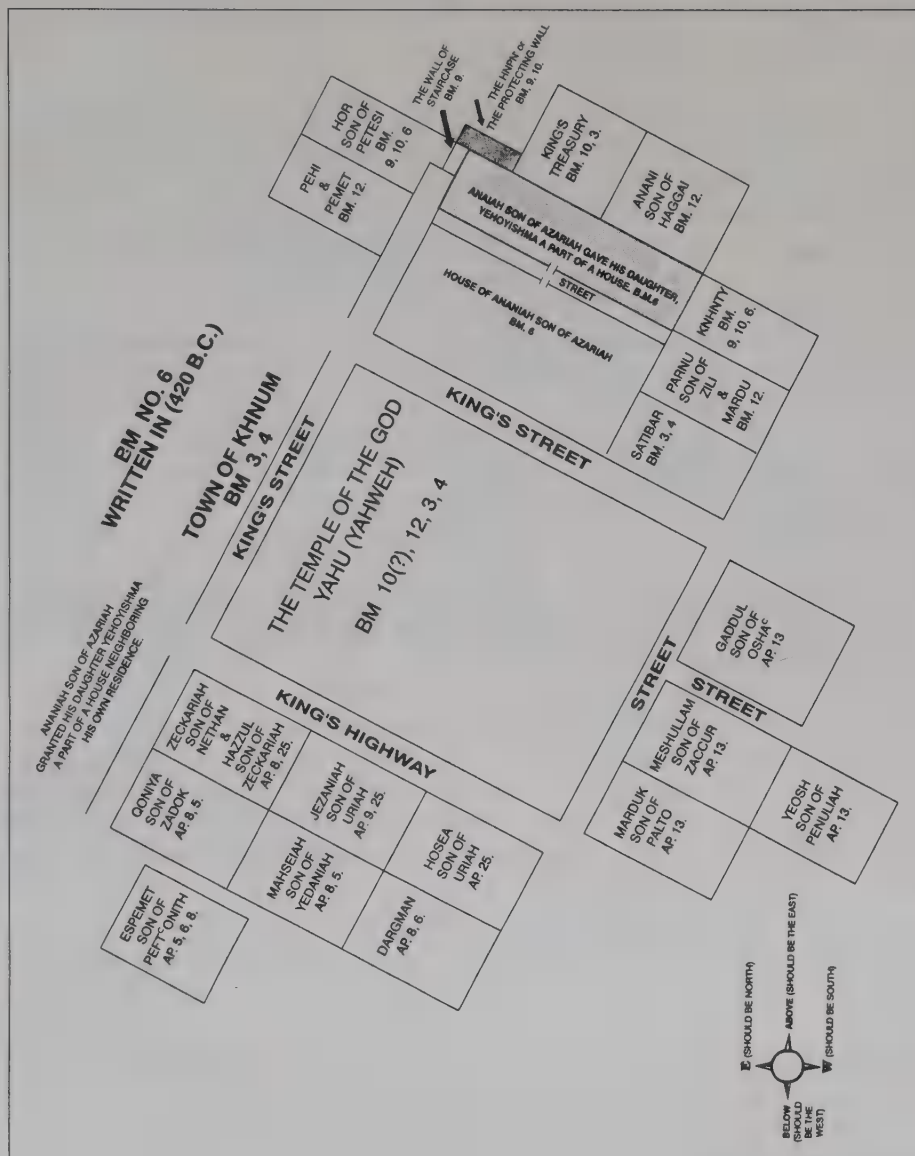 BM NO. 6
WRITTEN IN (420 B.C.)
ANANIAH SON OF AZARIAH
GRANTED HIS DAUGHTER YEHOYISHMA
A PART OF A HOUSE NEIGHBORING
HIS OWN RESIDENCE.
TOWN OF KHNUM
BM 3, 4
KING'S STREET
THE WALL OF
STAIRCASE
BM. 9.
THE HNPN' or
THE PROTECTING WALL
BM. 9, 10.
PEHI
&
PEMET
BM. 12.
HOR
SON OF
PETESI
BM.
9, 10, 6
KING'S
TREASURY
BM. 10, 3.
ANANI
SON OF
HAGGAI
BM. 12.
ANAIAH SON OF AZARIAH GAVE HIS DAUGHTER,
YEHOYISHMA A PART OF A HOUSE. B.M.6
STREET
HOUSE OF ANANIAH SON OF AZARIAH
BM. 6
KING'S STREET
SATIBAR
BM. 3, 4
PARNU
SON OF
ZILI
&
MARDU
BM. 12.
KNHNTY
BM.
9, 10, 6.
THE TEMPLE OF THE GOD
YAHU (YAHWEH)
BM 10(?), 12, 3, 4
KING'S HIGHWAY
QONIYA
SON OF
ZADOK
AP. 8, 5.
ZECKARIAH
SON OF
NETHAN
&
HAZZUL
SON OF
ZECKARIAH
AP. 8, 25.
ESPEMET
SON OF
PEFTᶜONITH
AP. 5, 6, 8.
MAHSEIAH
SON OF
YEDANIAH
AP. 8, 5.
JEZANIAH
SON OF
URIAH
AP. 9, 25.
DARGMAN
AP. 8, 6.
HOSEA
SON OF
URIAH
AP. 25.
STREET
GADDUL
SON OF
OSHAᶜ
AP. 13
STREET
MARDUK
SON OF
PALTO
AP. 13.
MESHULLAM
SON OF
ZACCUR
AP. 13.
YEOSH
SON OF
PENULIAH
AP. 13.
E (SHOULD BE NORTH)
ABOVE (SHOULD BE THE EAST)
W (SHOULD BE SOUTH)
BELOW
(SHOULD
BE THE
WEST)